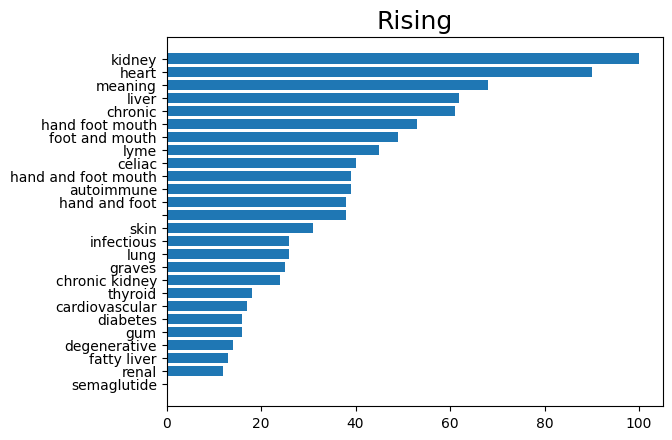 Rising
kidney
heart
meaning
liver
chronic
hand foot mouth
foot and mouth
lyme
celiac
hand and foot mouth
autoimmune
hand and foot
skin
infectious
lung
graves
chronic kidney
thyroid
cardiovascular
diabetes
gum
degenerative
fatty liver
renal
semaglutide
0 20 40 60 80 100